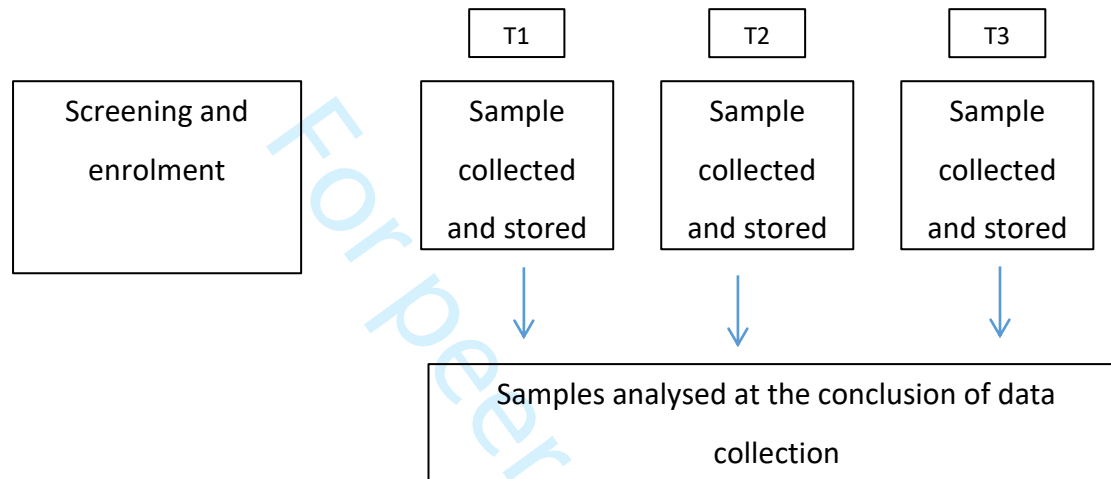 T1
T2
T3
Screening and
enrolment
Sample
collected
and stored
Sample
collected
and stored
Sample
collected
and stored
Samples analysed at the conclusion of data
collection
For peer